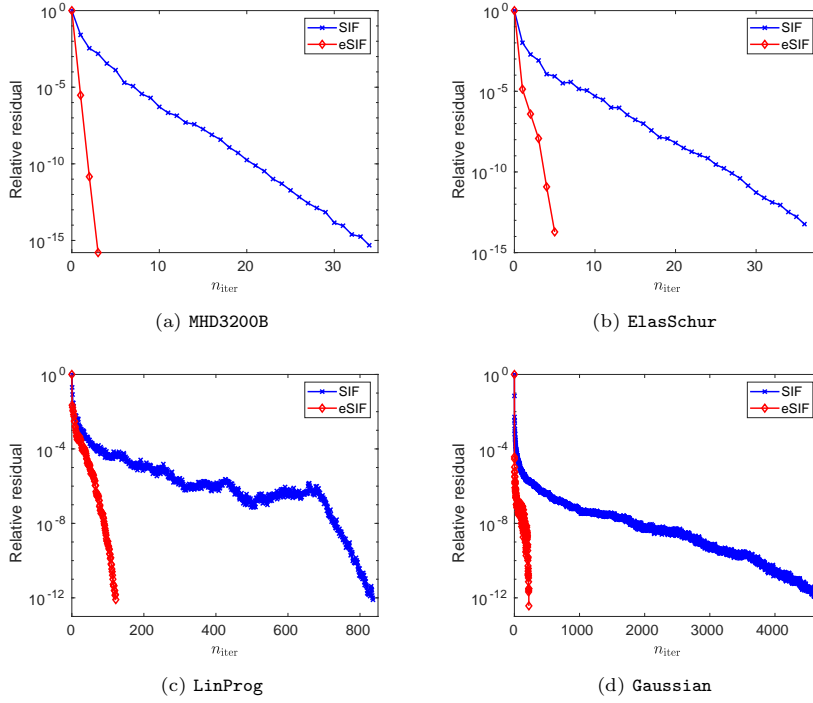 10^0
10^-5
10^-10
10^-15
Relative residual
SIF
eSIF
0 10 20 30
n_iter
(a) MHD3200B
10^0
10^-5
10^-10
10^-15
Relative residual
SIF
eSIF
0 10 20 30
n_iter
(b) ElasSchur
10^0
10^-4
10^-8
10^-12
Relative residual
SIF
eSIF
0 200 400 600 800
n_iter
(c) LinProg
10^0
10^-4
10^-8
10^-12
Relative residual
SIF
eSIF
0 1000 2000 3000 4000
n_iter
(d) Gaussian